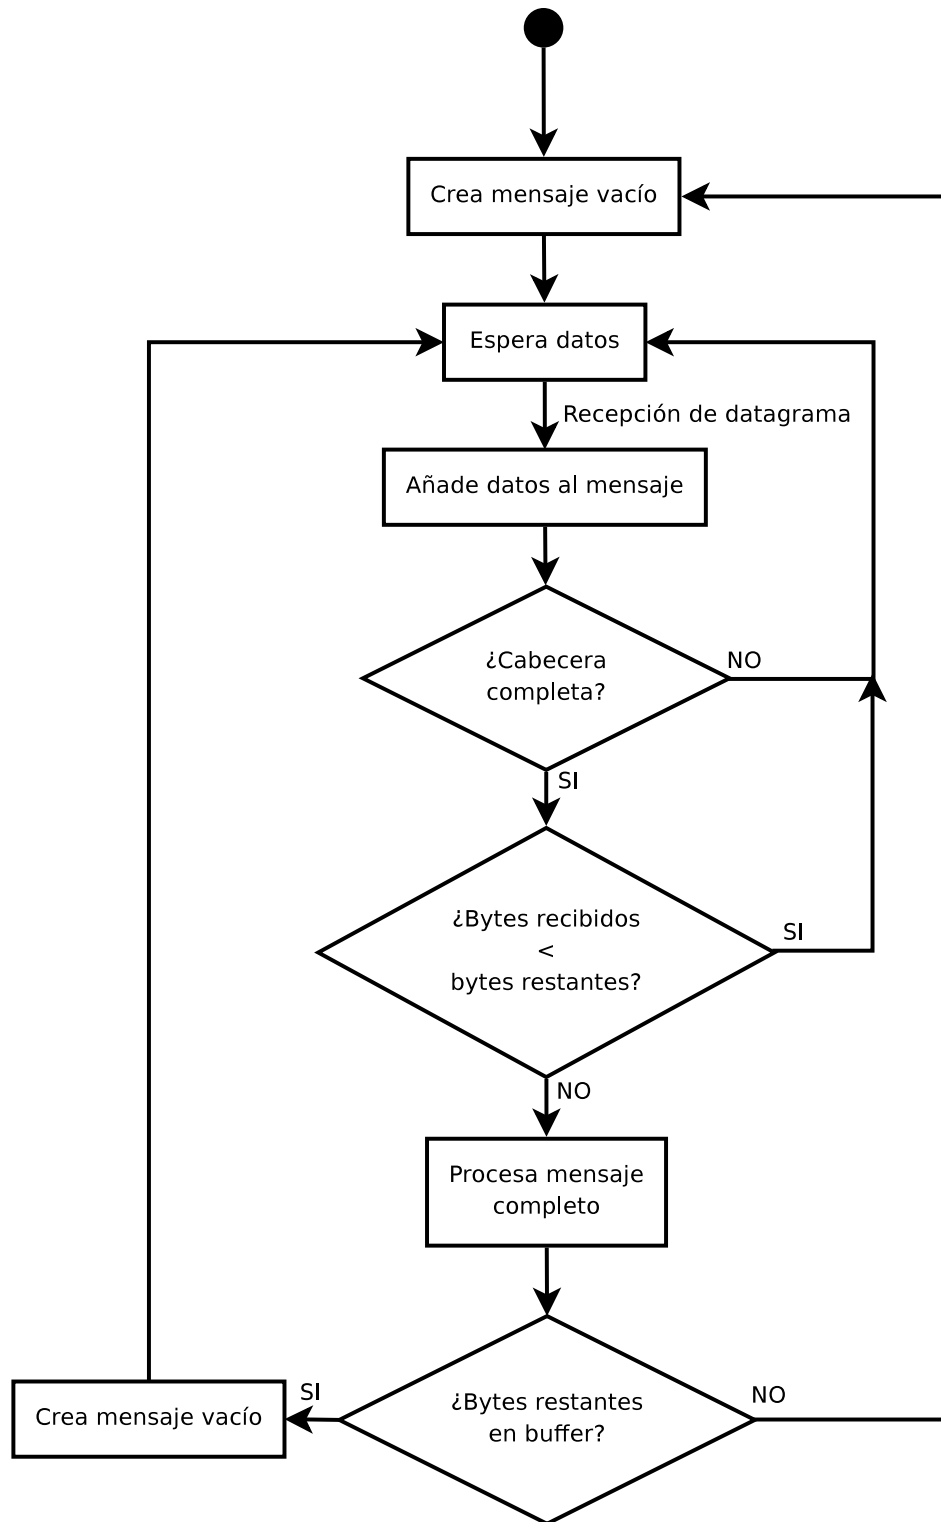 Crea mensaje vacío
Espera datos
Recepción de datagrama
Añade datos al mensaje
¿Cabecera
completa?
NO
SI
¿Bytes recibidos
<
bytes restantes?
SI
NO
Procesa mensaje
completo
¿Bytes restantes
en buffer?
SI
NO
Crea mensaje vacío